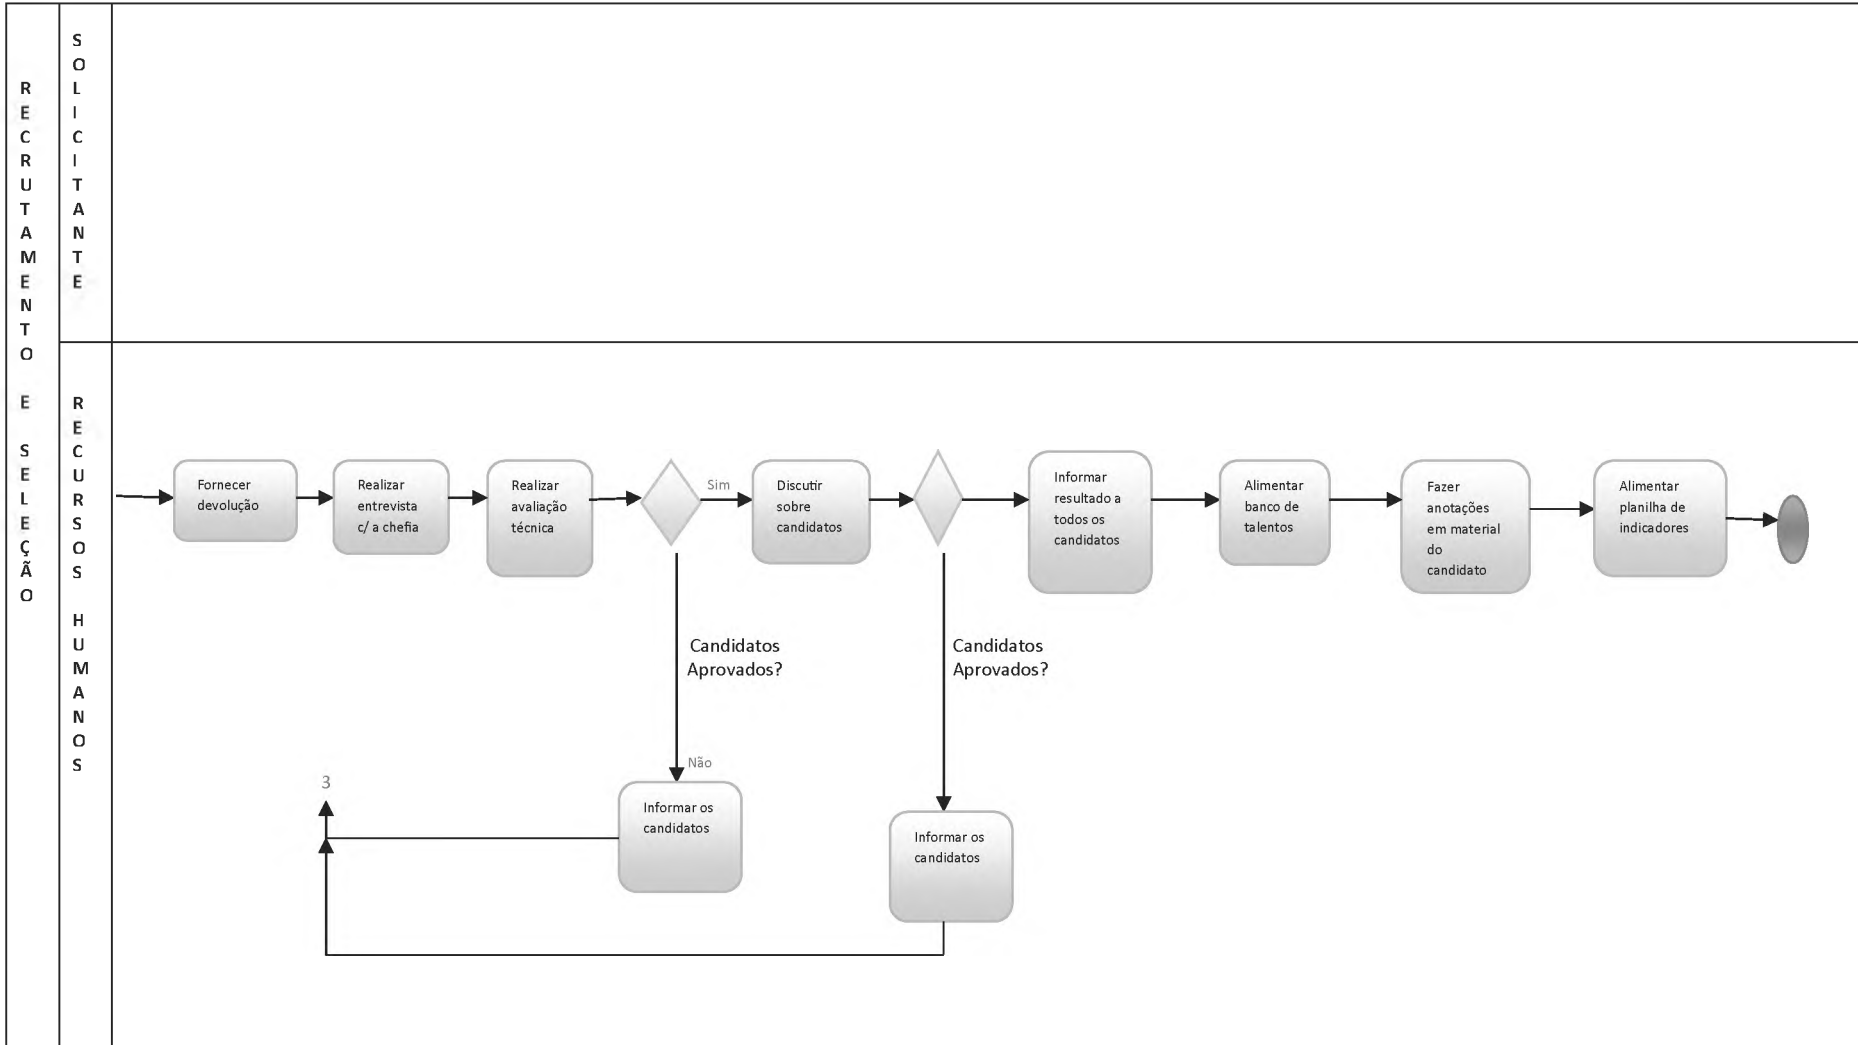 RECRUTAMENTO E SELEÇÃO
SOLICITANTE
RECURSOS HUMANOS
Fornecer
devolução
Realizar
entrevista
c/ a chefia
Realizar
avaliação
técnica
Sim
Discutir
sobre
candidatos
Informar
resultado a
todos os
candidatos
Alimentar
banco de
talentos
Fazer
anotações
em material
do
candidato
Alimentar
planilha de
indicadores
Candidatos
Aprovados?
Candidatos
Aprovados?
Não
3
Informar os
candidatos
Informar os
candidatos